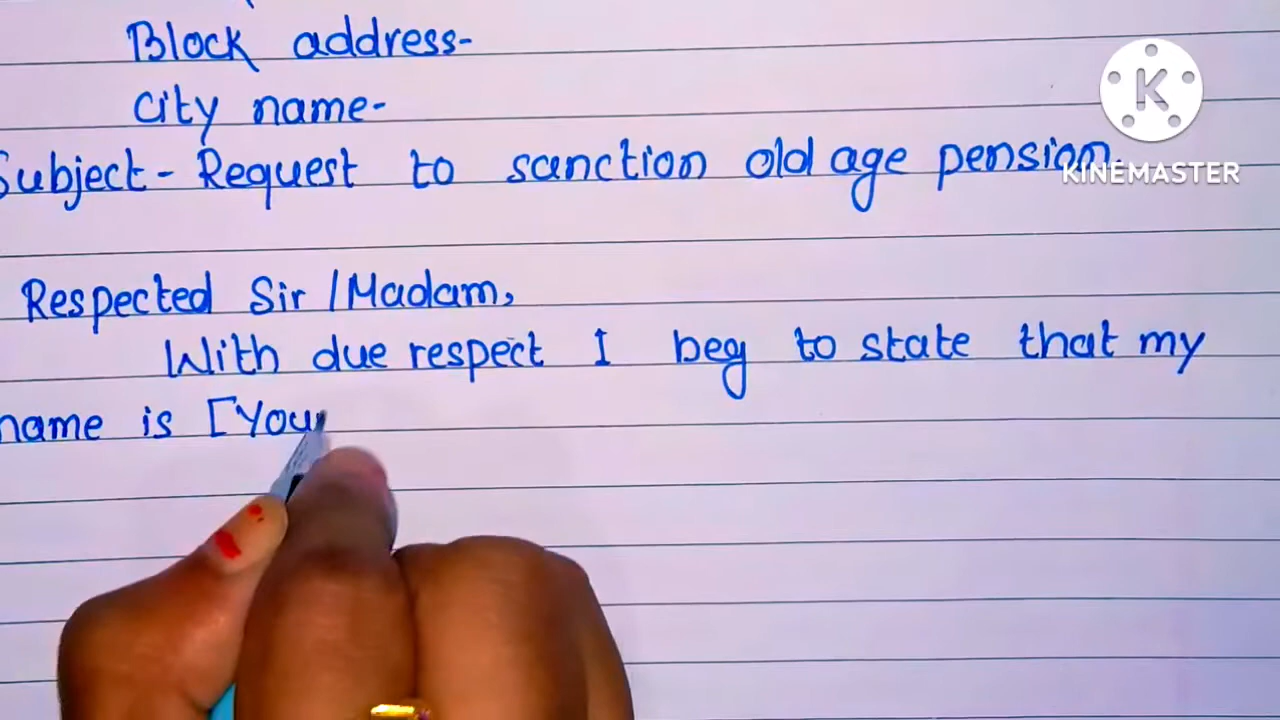 Block address-
City name-
Subject - Request to sanction old age pension.
Respected Sir /Madam,
With due respect I beg to state that my
name is [You
K
KINEMASTER